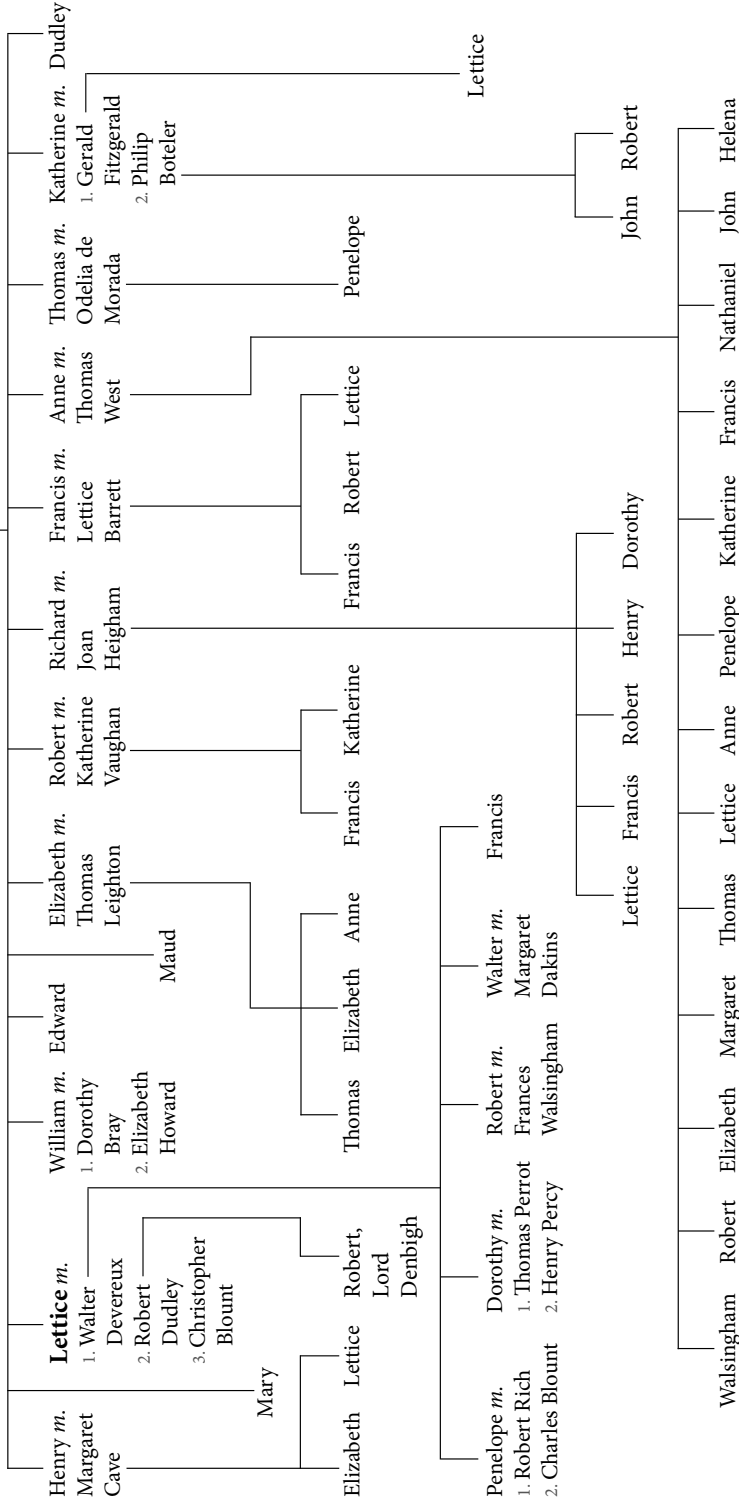 Henry m.
Margaret
Cave
Mary
Lettice m.
1. Walter
Devereux
2. Robert
Dudley
3. Christopher
Blount
William m.
1. Dorothy
Bray
2. Elizabeth
Howard
Edward
Maud
Elizabeth m.
Thomas
Leighton
Robert m.
Katherine
Vaughan
Richard m.
Joan
Heigham
Francis m.
Lettice
Barrett
Anne m.
Thomas
West
Thomas m.
Odelia de
Morada
Katherine m.
1. Gerald
Fitzgerald
2. Philip
Boteler
Dudley
Elizabeth Lettice
Robert,
Lord
Denbigh
Thomas Elizabeth Anne
Francis Katherine
Francis Robert Lettice
Penelope
Lettice
Penelope m.
1. Robert Rich
2. Charles Blount
Dorothy m.
1. Thomas Perrot
2. Henry Percy
Robert m.
Frances
Walsingham
Walter m.
Margaret
Dakins
Francis
Lettice Francis Robert Henry Dorothy
John Robert
Walsingham Robert Elizabeth Margaret Thomas Lettice Anne Penelope Katherine Francis Nathaniel John Helena